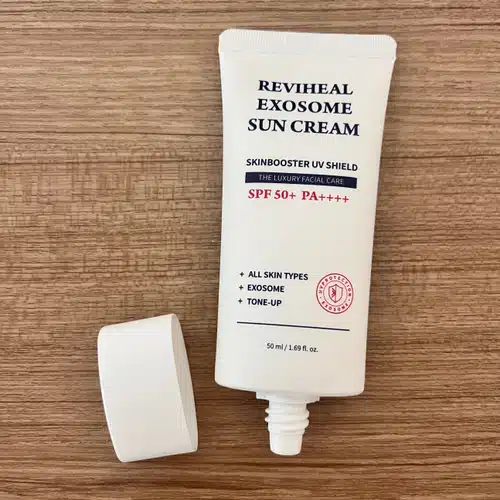 REVIHEAL
EXOSOME
SUN CREAM
SKINBOOSTER UV SHIELD
THE LUXURY FACIAL CARE
SPF 50+ PA++++
+ ALL SKIN TYPES
+ EXOSOME
+ TONE-UP
50 ml / 1.69 fl. oz.